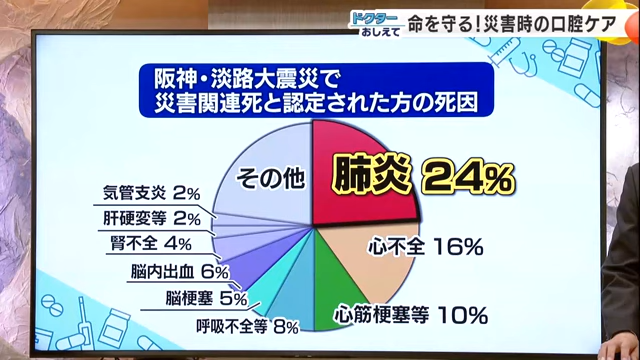 ドクター
おしえて
命を守る!災害時の口腔ケア
阪神・淡路大震災で
災害関連死と認定された方の死因
肺炎 24%
心不全 16%
心筋梗塞等 10%
呼吸不全等 8%
脳梗塞 5%
脳内出血 6%
腎不全 4%
肝硬変等 2%
気管支炎 2%
その他